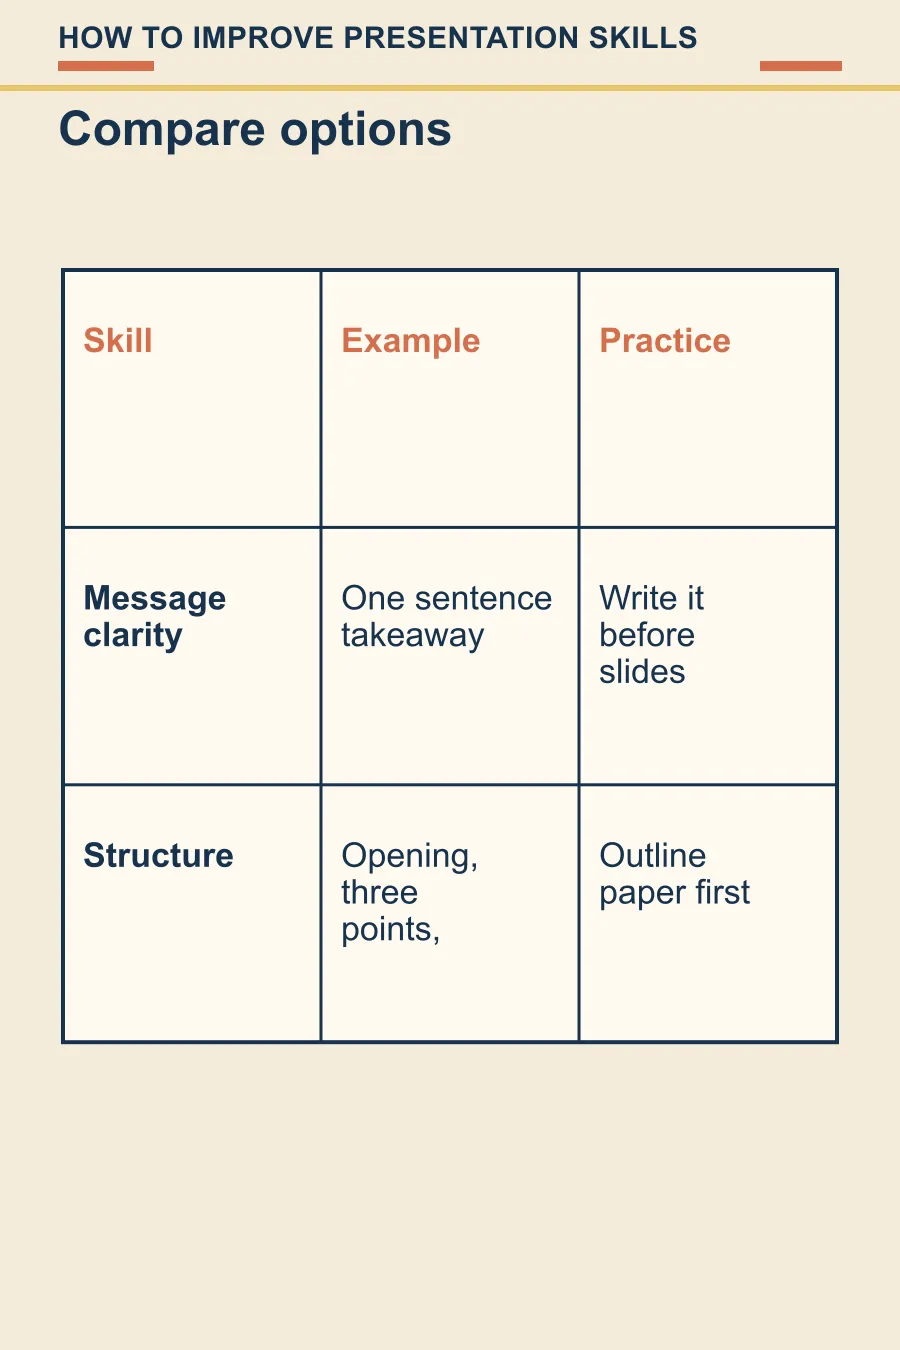 HOW TO IMPROVE PRESENTATION SKILLS
Compare options
Skill
Example
Practice
Message
clarity
One sentence
takeaway
Write it
before
slides
Structure
Opening,
three
points,
Outline
paper first